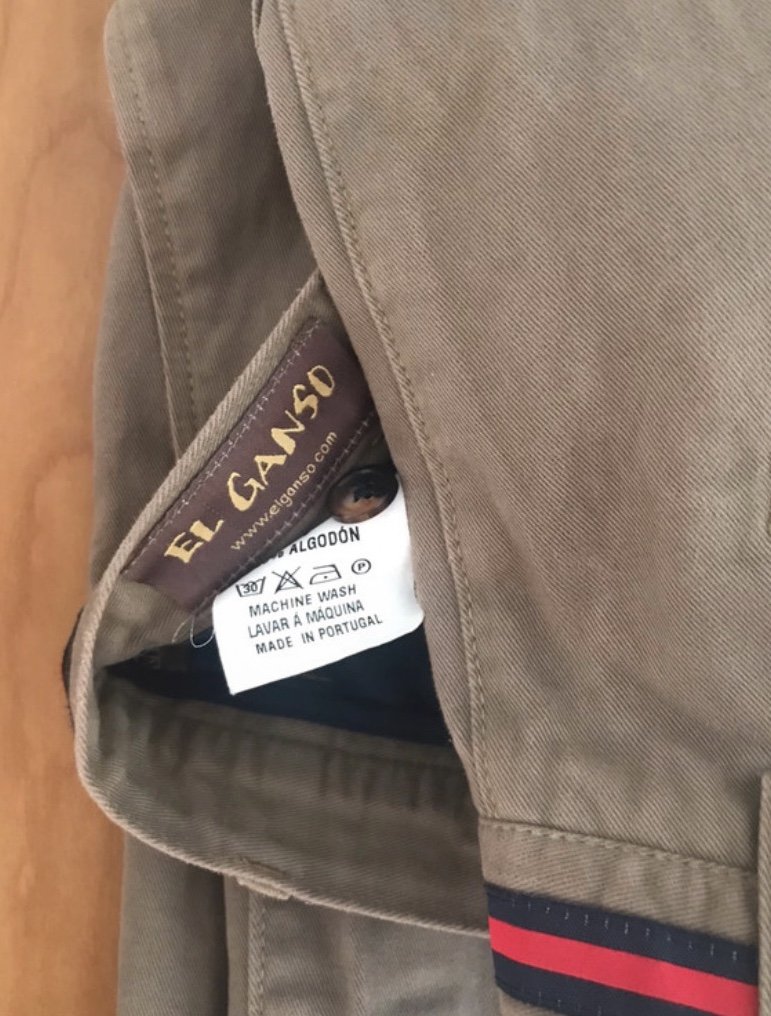 EL GANSO
www.elganso.com
% ALGODÓN
30 P
MACHINE WASH
LAVAR Á MÁQUINA
MADE IN PORTUGAL